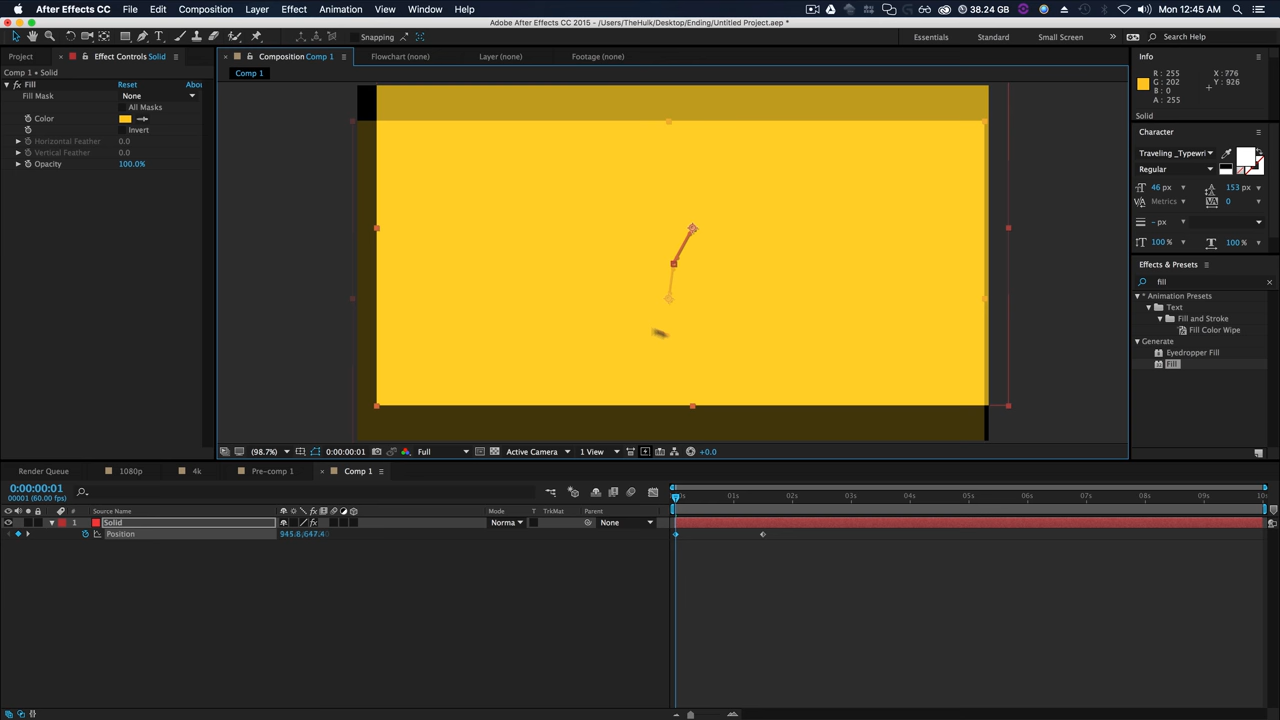 After Effects CC File Edit Composition Layer Effect Animation View Window Help 38.24 GB Mon 12:45 AM
Adobe After Effects CC 2015 - /Users/TheHulk/Desktop/Ending/Untitled Project.aep *
Snapping Essentials Standard Small Screen >> Search Help
Project × Effect Controls Solid Composition Comp 1 Flowchart (none) Layer (none) Footage (none) Info
Comp 1 • Solid Comp 1
fx Fill Reset Abou
Fill Mask None
All Masks
Color
Invert
Horizontal Feather 0.0
Vertical Feather 0.0
Opacity 100.0%
R: 255 X: 776
G: 202 Y: 926
B: 0
A: 255
Solid
Character
Traveling _Typewri
Regular
46 px 153 px
Metrics 0
- px
100 % 100 %
Effects & Presets
fill ×
* Animation Presets
Text
Fill and Stroke
Fill Color Wipe
Generate
Eyedropper Fill
Fill
(98.7%) 0:00:00:01 Full Active Camera 1 View +0.0
Render Queue 1080p 4k Pre-comp 1 × Comp 1
0:00:00:01
00001 (60.00 fps)
# Source Name Mode T TrkMat Parent
01s 02s 03s 04s 05s 06s 07s 08s 09s 10s
1 Solid Norma None
Position 945.8,647.4